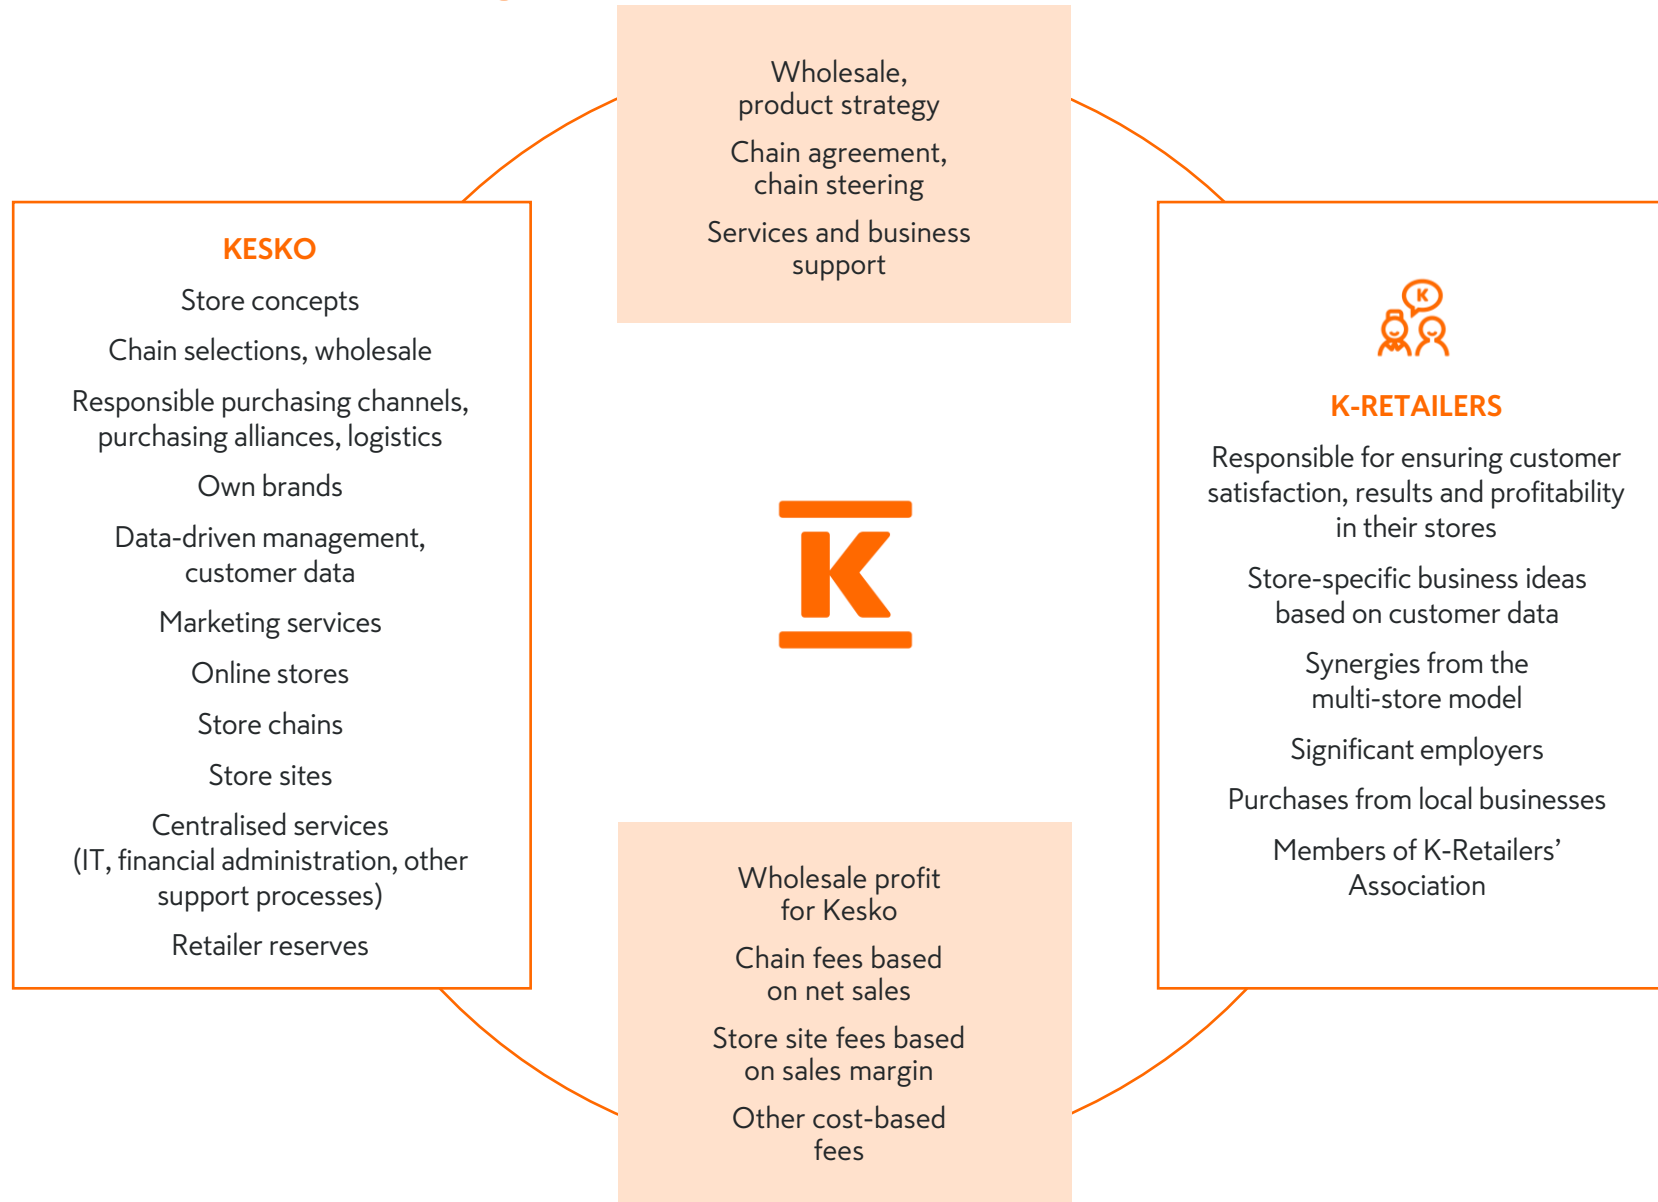 Wholesale,
product strategy
Chain agreement,
chain steering
Services and business
support
KESKO
Store concepts
Chain selections, wholesale
Responsible purchasing channels,
purchasing alliances, logistics
Own brands
Data-driven management,
customer data
Marketing services
Online stores
Store chains
Store sites
Centralised services
(IT, financial administration, other
support processes)
Retailer reserves
K
K
K-RETAILERS
Responsible for ensuring customer
satisfaction, results and profitability
in their stores
Store-specific business ideas
based on customer data
Synergies from the
multi-store model
Significant employers
Purchases from local businesses
Members of K-Retailers’
Association
Wholesale profit
for Kesko
Chain fees based
on net sales
Store site fees based
on sales margin
Other cost-based
fees